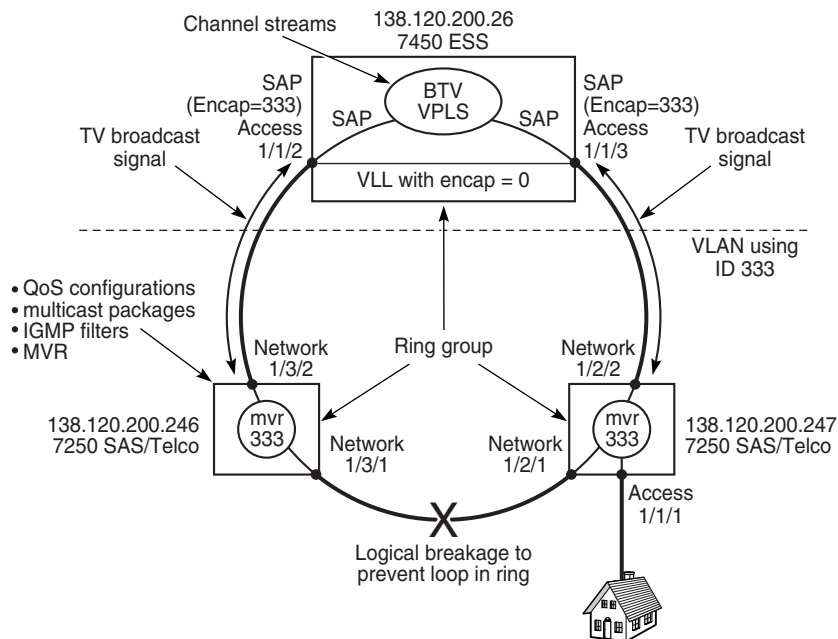 138.120.200.26
7450 ESS
Channel streams
SAP
(Encap=333)
Access
1/1/2
BTV
VPLS
SAP
SAP
SAP
(Encap=333)
Access
1/1/3
TV broadcast
signal
TV broadcast
signal
VLL with encap = 0
VLAN using
ID 333
• QoS configurations
• multicast packages
• IGMP filters
• MVR
Network
1/3/2
Ring group
Network
1/2/2
138.120.200.246
7250 SAS/Telco
mvr
333
Network
1/3/1
Network
1/2/1
mvr
333
138.120.200.247
7250 SAS/Telco
Access
1/1/1
X
Logical breakage to
prevent loop in ring